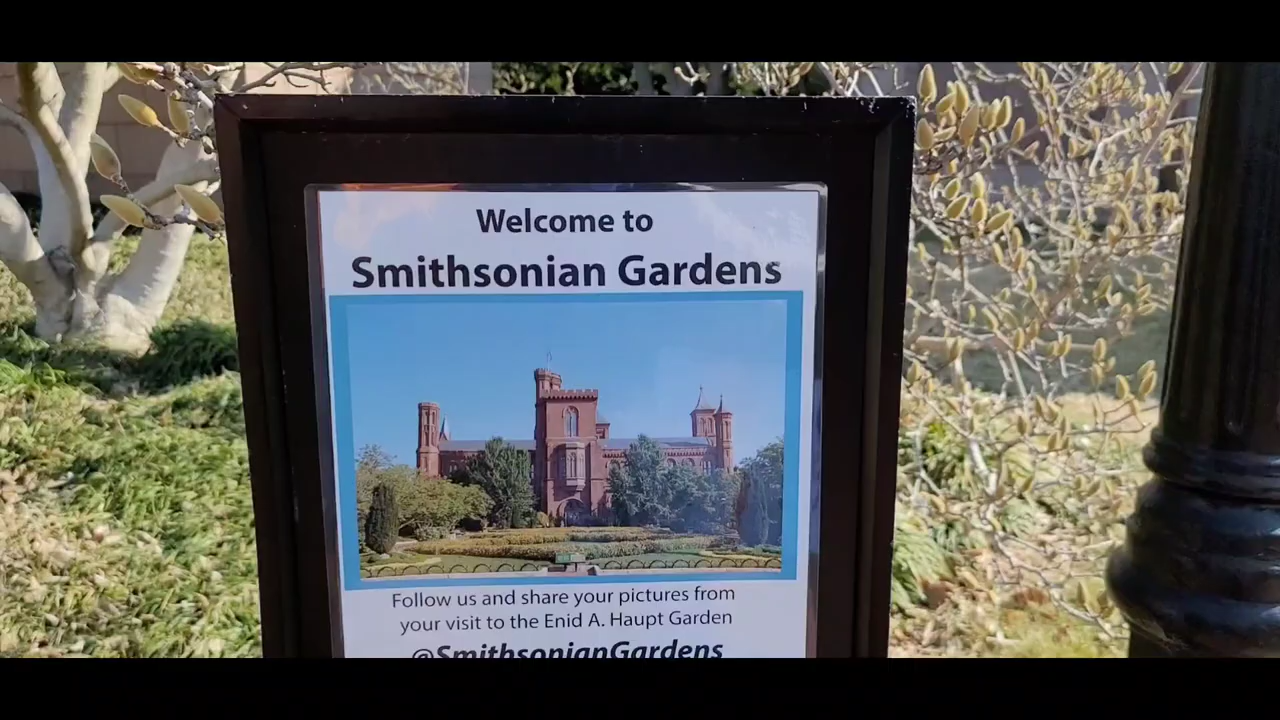 Welcome to
Smithsonian Gardens
Follow us and share your pictures from
your visit to the Enid A. Haupt Garden
@SmithsonianGardens